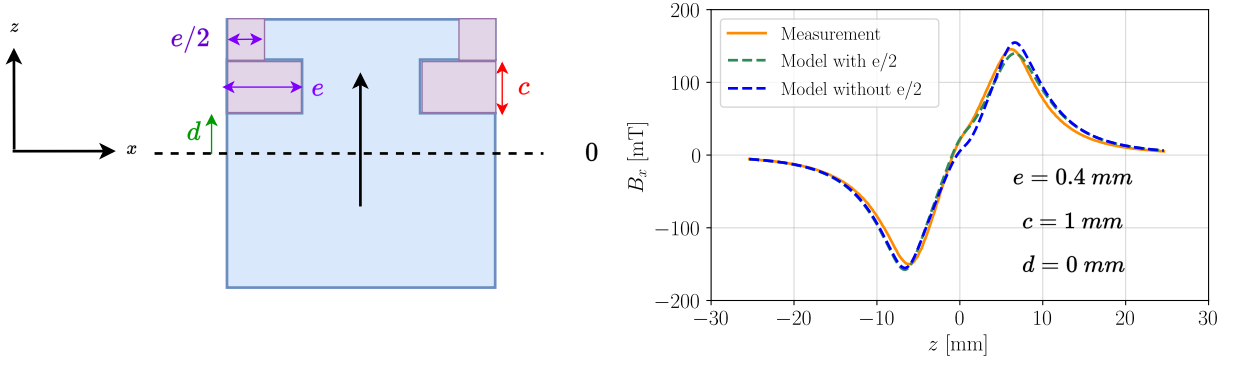 z
x
e/2
e
c
d
0
200
100
0
−100
−200
B_x [mT]
Measurement
Model with e/2
Model without e/2
e = 0.4 mm
c = 1 mm
d = 0 mm
−30 −20 −10 0 10 20 30
z [mm]